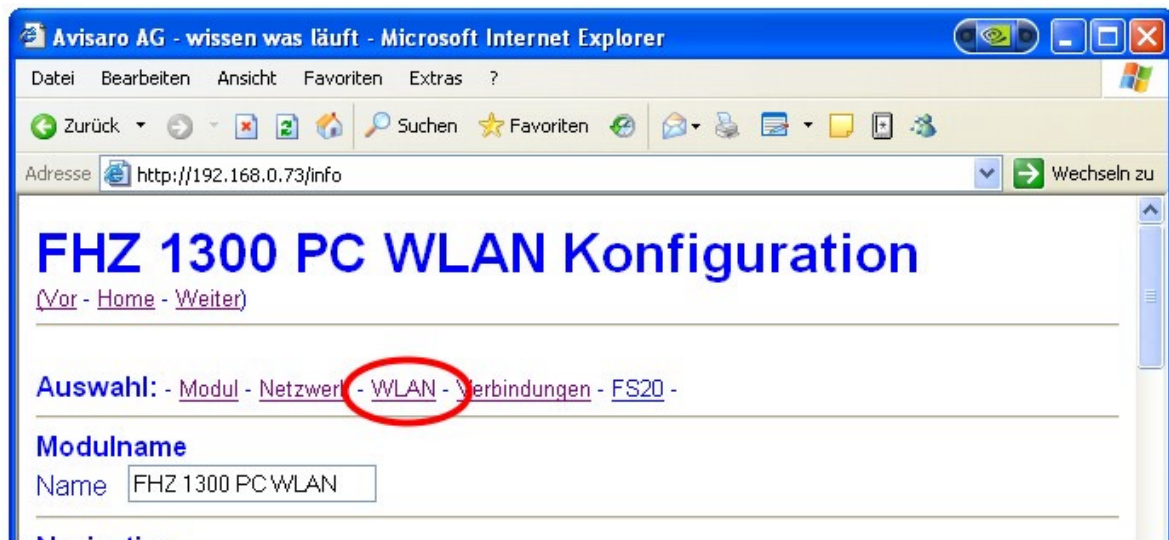 Avisaro AG - wissen was läuft - Microsoft Internet Explorer
Datei Bearbeiten Ansicht Favoriten Extras ?
Zurück Suchen Favoriten
Adresse http://192.168.0.73/info Wechseln zu
FHZ 1300 PC WLAN Konfiguration
(Vor - Home - Weiter)
Auswahl: - Modul - Netzwerk - WLAN - Verbindungen - FS20 -
Modulname
Name FHZ 1300 PC WLAN